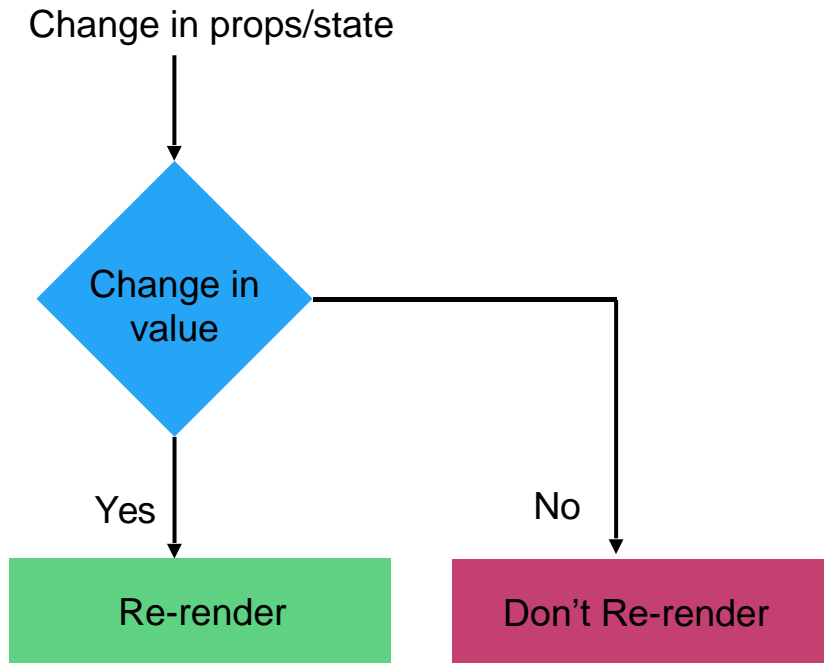 Change in props/state
Change in
value
Yes
No
Re-render
Don’t Re-render